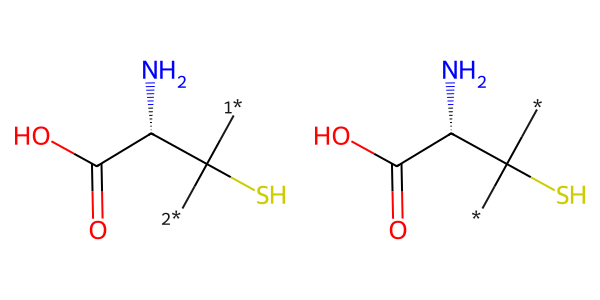 NH2 NH2
1* *
HO HO
SH SH
2* *
O O